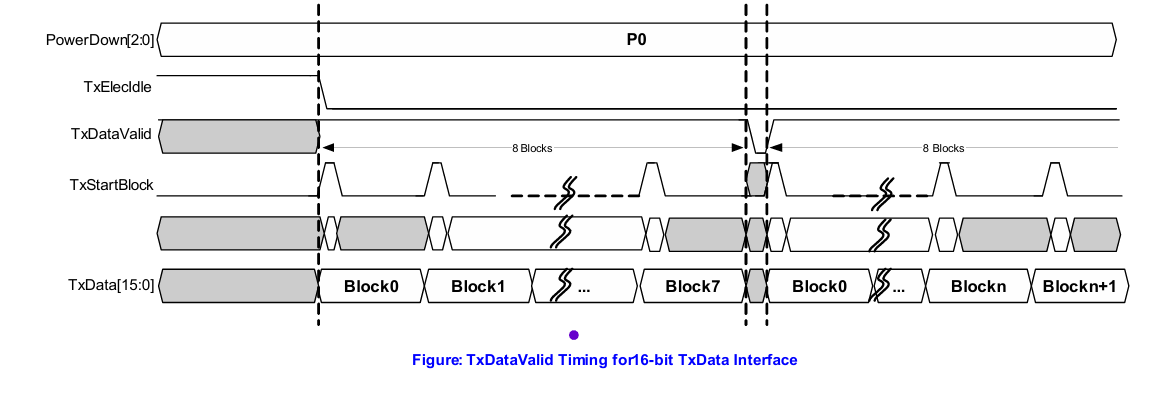 PowerDown[2:0]
P0
TxElecIdle
TxDataValid
8 Blocks
8 Blocks
TxStartBlock
TxData[15:0]
Block0
Block1
...
Block7
Block0
...
Blockn
Blockn+1
Figure: TxDataValid Timing for16-bit TxData Interface